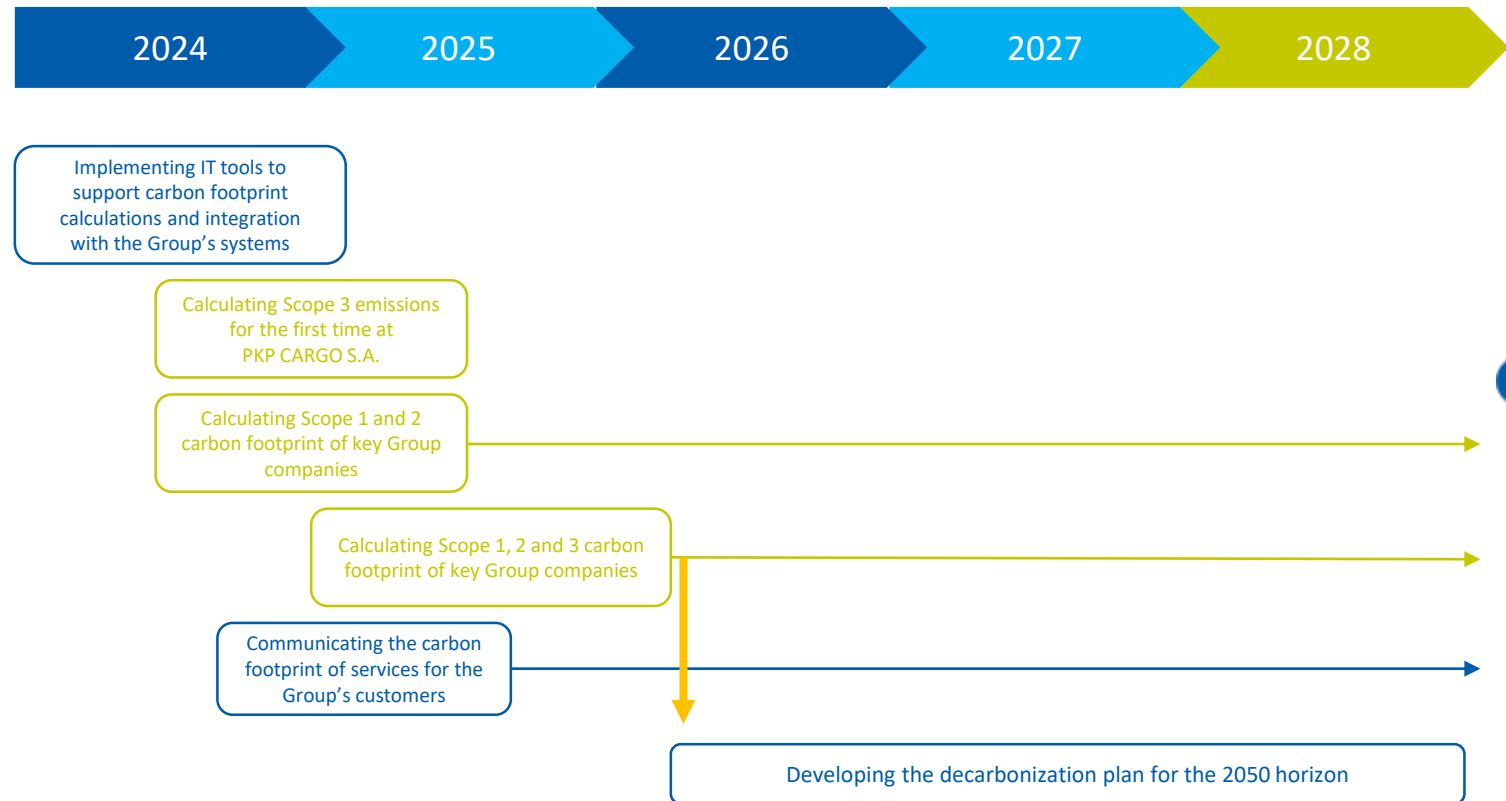 2024
2025
2026
2027
2028
Implementing IT tools to
support carbon footprint
calculations and integration
with the Group’s systems
Calculating Scope 3 emissions
for the first time at
PKP CARGO S.A.
Calculating Scope 1 and 2
carbon footprint of key Group
companies
Calculating Scope 1, 2 and 3 carbon
footprint of key Group companies
Communicating the carbon
footprint of services for the
Group’s customers
Developing the decarbonization plan for the 2050 horizon